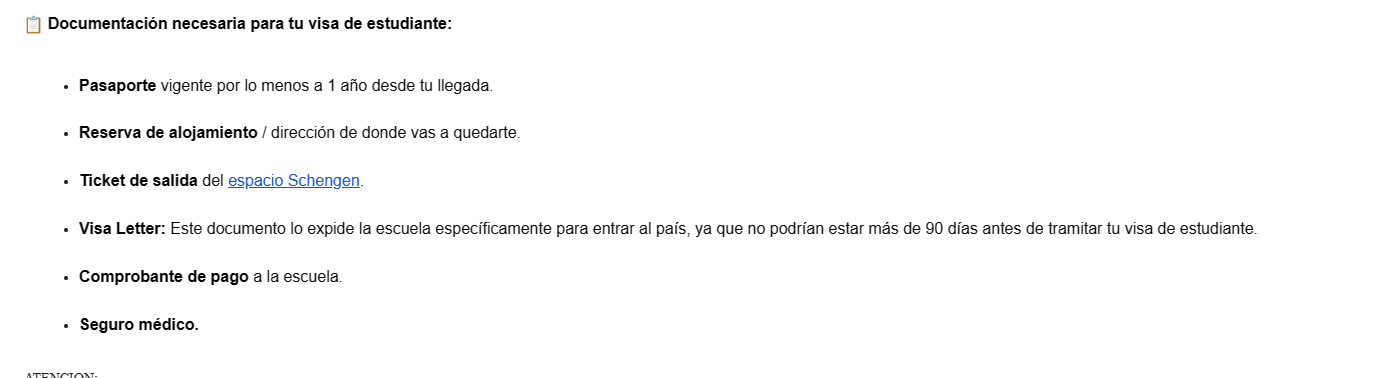 📋 Documentación necesaria para tu visa de estudiante:
• Pasaporte vigente por lo menos a 1 año desde tu llegada.
• Reserva de alojamiento / dirección de donde vas a quedarte.
• Ticket de salida del espacio Schengen.
• Visa Letter: Este documento lo expide la escuela específicamente para entrar al país, ya que no podrían estar más de 90 días antes de tramitar tu visa de estudiante.
• Comprobante de pago a la escuela.
• Seguro médico.
ATENCION: